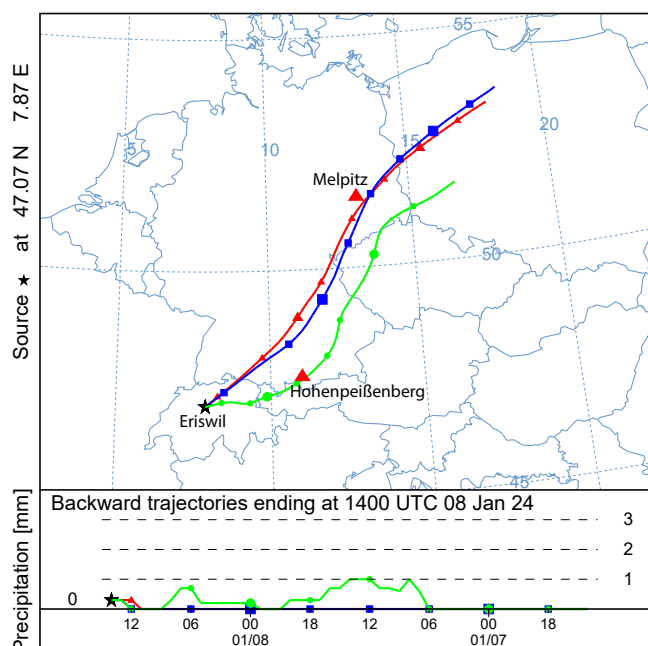 55
5
10
15
20
Melpitz
50
Source ★ at 47.07 N 7.87 E
Hohenpeißenberg
Eriswil
45
Backward trajectories ending at 1400 UTC 08 Jan 24
Precipitation [mm]
3
2
1
0
12 06 00 18 12 06 00 18
01/08 01/07